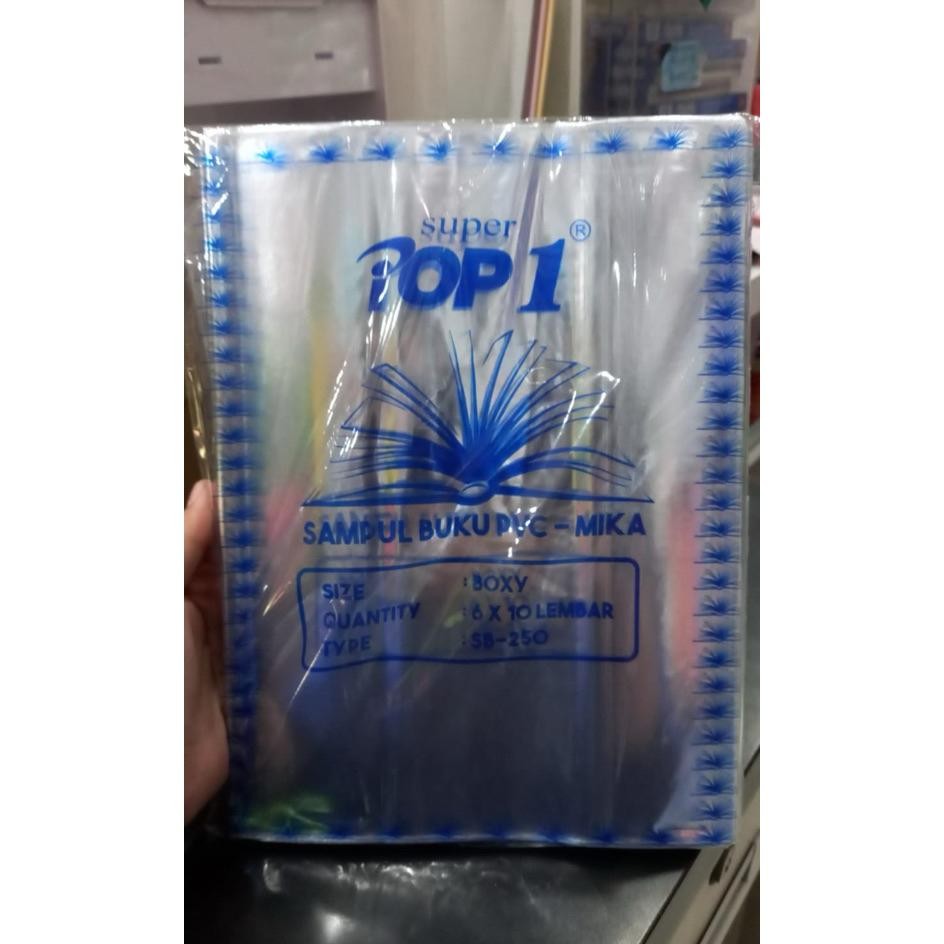 super
TOP 1®
SAMPUL BUKU PVC - MIKA
SIZE : BOXY
QUANTITY : 6 X 10 LEMBAR
TYPE : SB-250